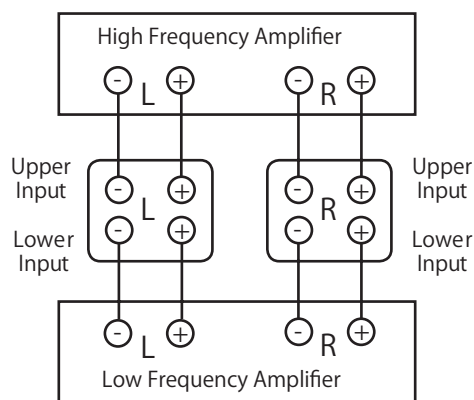 High Frequency Amplifier
- L + - R +
Upper
Input
Upper
Input
- L + - R +
Lower
Input
Lower
Input
- + - +
- L + - R +
Low Frequency Amplifier